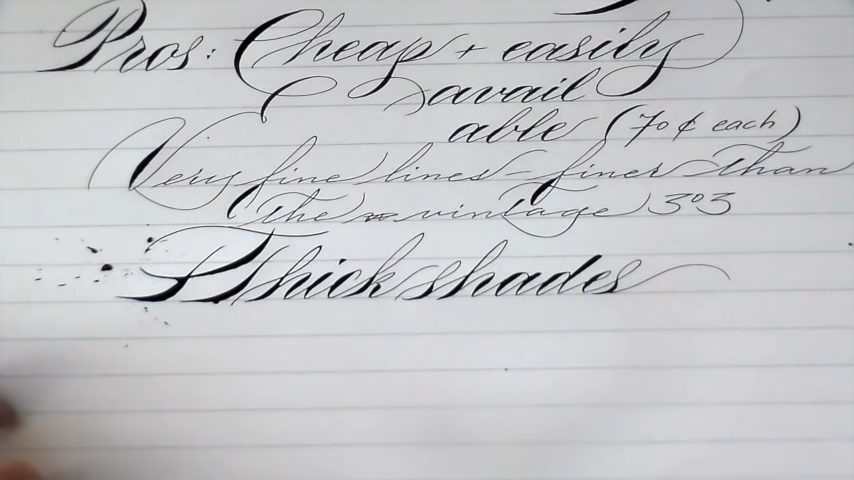 Pros: Cheap + easily
avail
able (70¢ each)
Very fine lines - finer than
the vintage 303
Thick shades